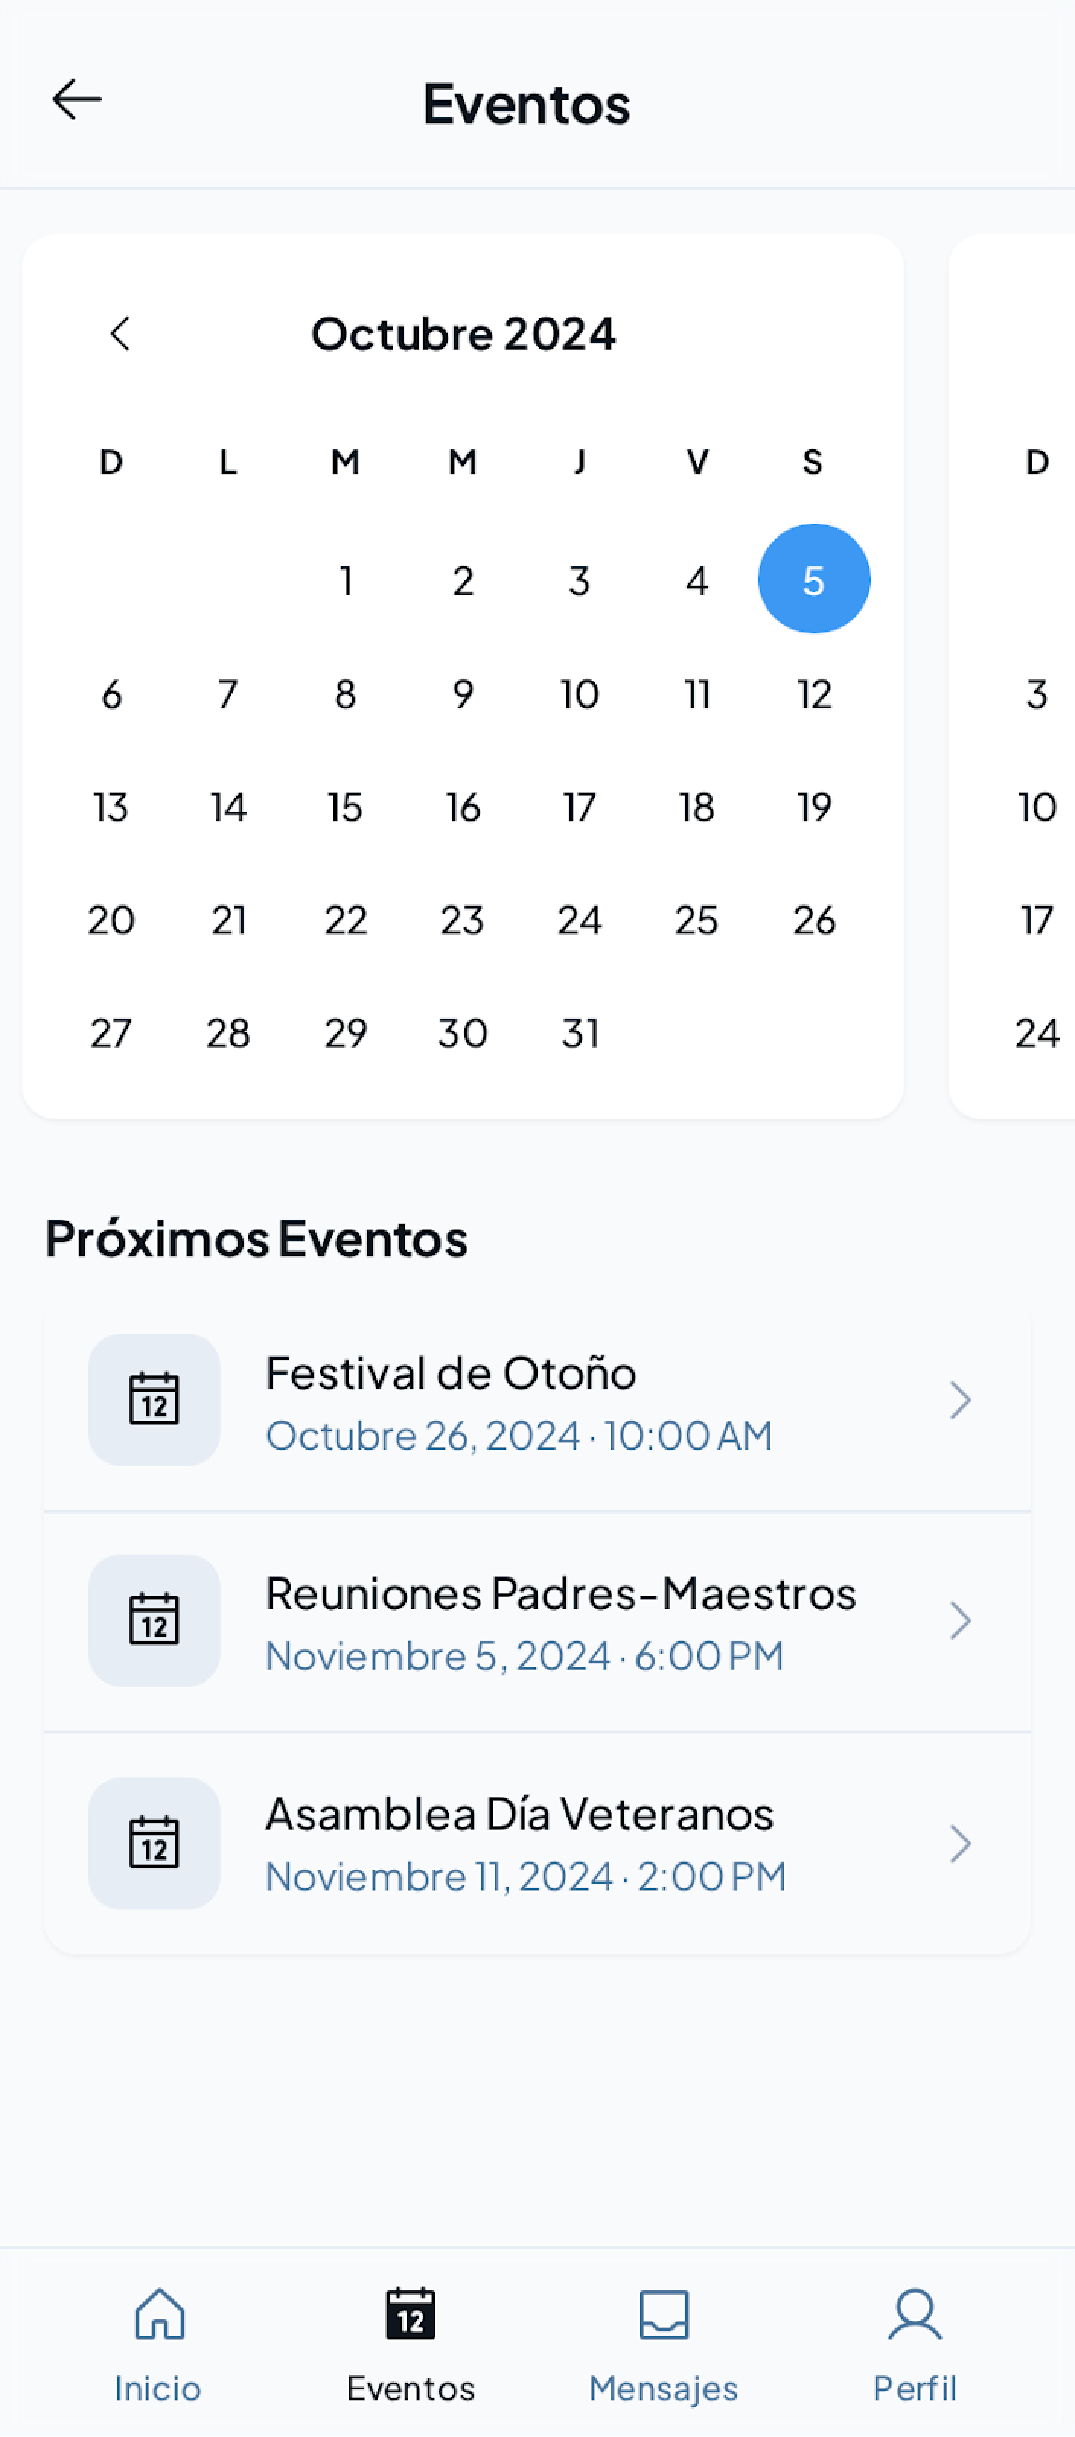 Eventos
Octubre 2024
D L M M J V S
1 2 3 4 5
6 7 8 9 10 11 12
13 14 15 16 17 18 19
20 21 22 23 24 25 26
27 28 29 30 31
D
3
10
17
24
Próximos Eventos
12
Festival de Otoño
Octubre 26, 2024 · 10:00 AM
12
Reuniones Padres-Maestros
Noviembre 5, 2024 · 6:00 PM
12
Asamblea Día Veteranos
Noviembre 11, 2024 · 2:00 PM
12
Inicio Eventos Mensajes Perfil